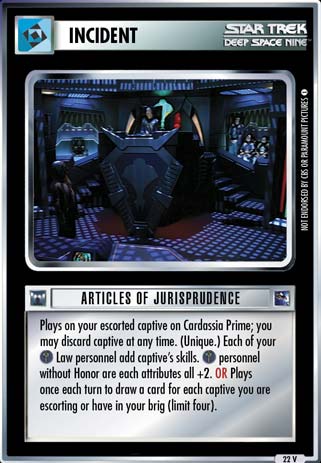 INCIDENT
STAR TREK
DEEP SPACE NINE
NOT ENDORSED BY CBS OR PARAMOUNT PICTURES
ARTICLES OF JURISPRUDENCE
Plays on your escorted captive on Cardassia Prime; you
may discard captive at any time. (Unique.) Each of your
Law personnel add captive's skills. personnel
without Honor are each attributes all +2. OR Plays
once each turn to draw a card for each captive you are
escorting or have in your brig (limit four).
22 V